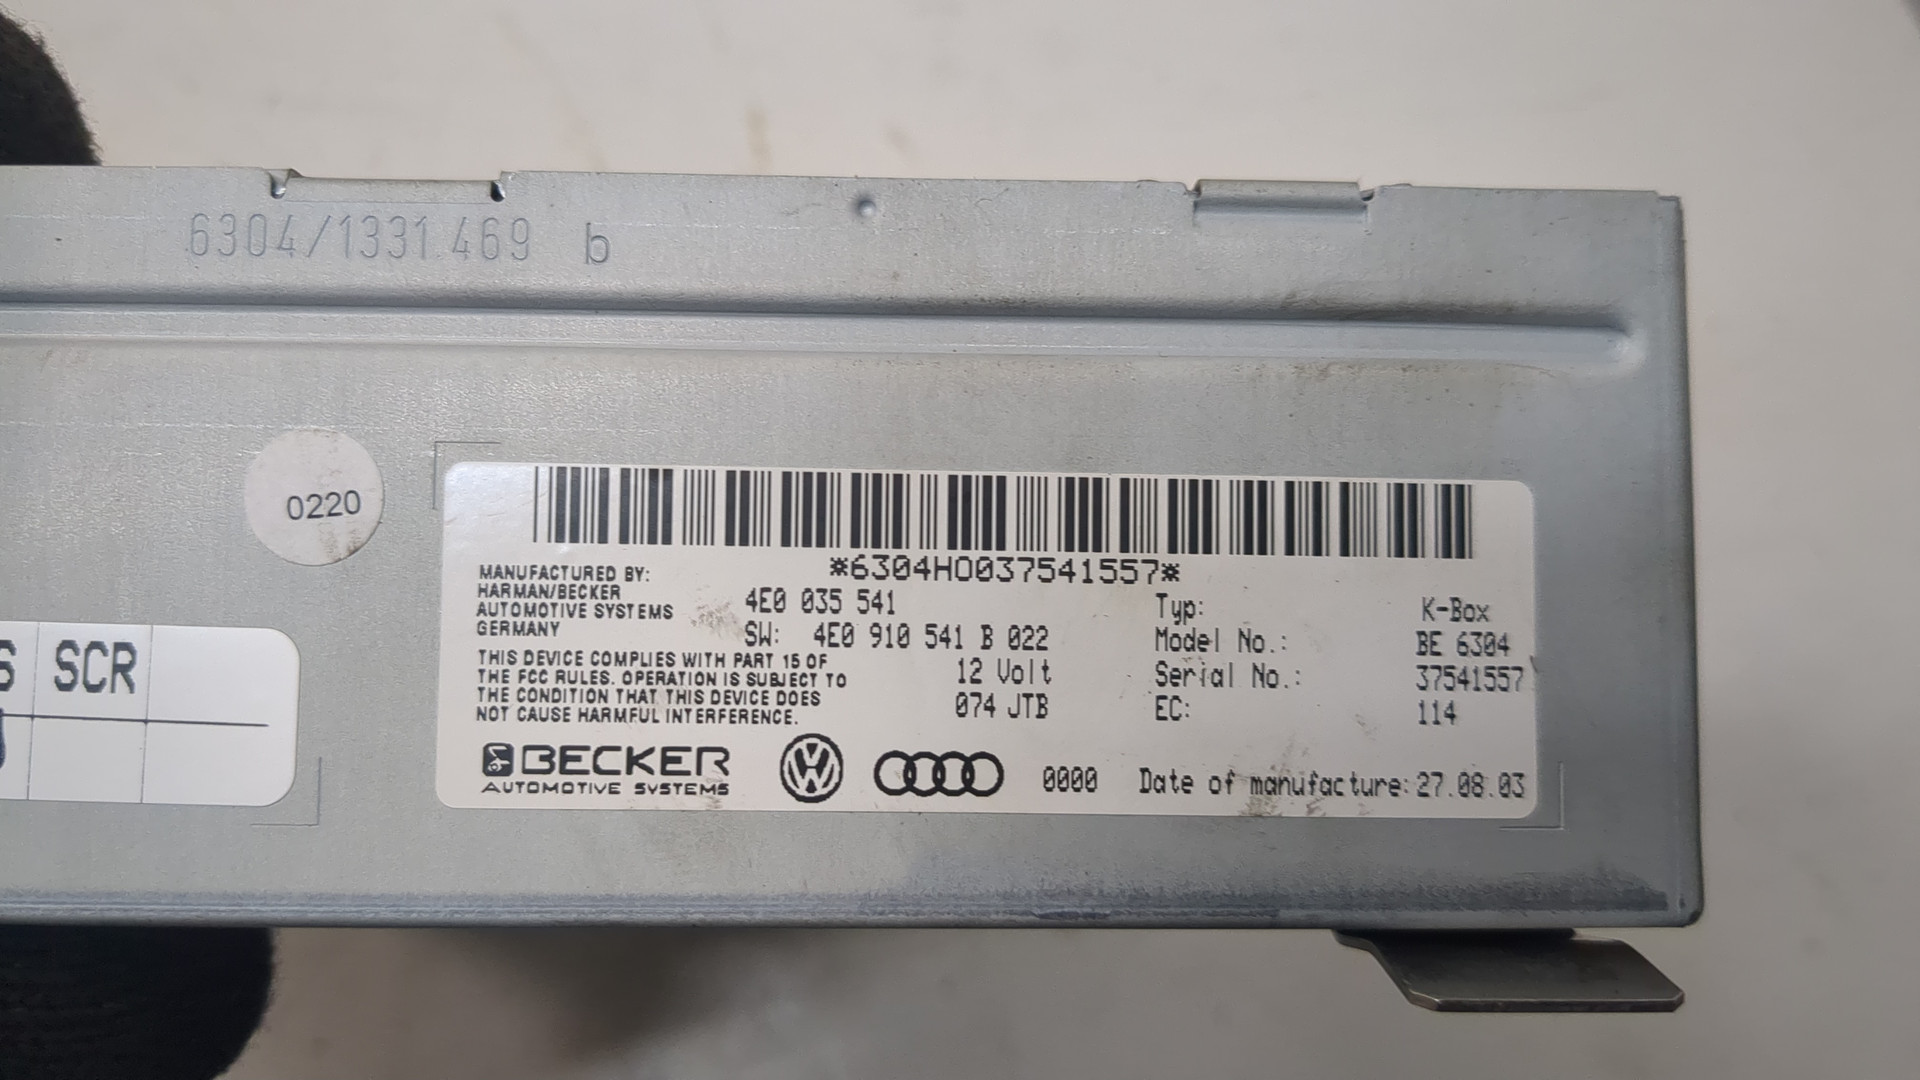 6304/1331.469 b
0220
SCR
*6304H0037541557*
MANUFACTURED BY:
HARMAN/BECKER
AUTOMOTIVE SYSTEMS
GERMANY
4E0 035 541
SW: 4E0 910 541 B 022
12 Volt
074 JTB
THIS DEVICE COMPLIES WITH PART 15 OF
THE FCC RULES. OPERATION IS SUBJECT TO
THE CONDITION THAT THIS DEVICE DOES
NOT CAUSE HARMFUL INTERFERENCE.
Typ: K-Box
Model No.: BE 6304
Serial No.: 37541557
EC: 114
BECKER
AUTOMOTIVE SYSTEMS
0000 Date of manufacture: 27.08.03